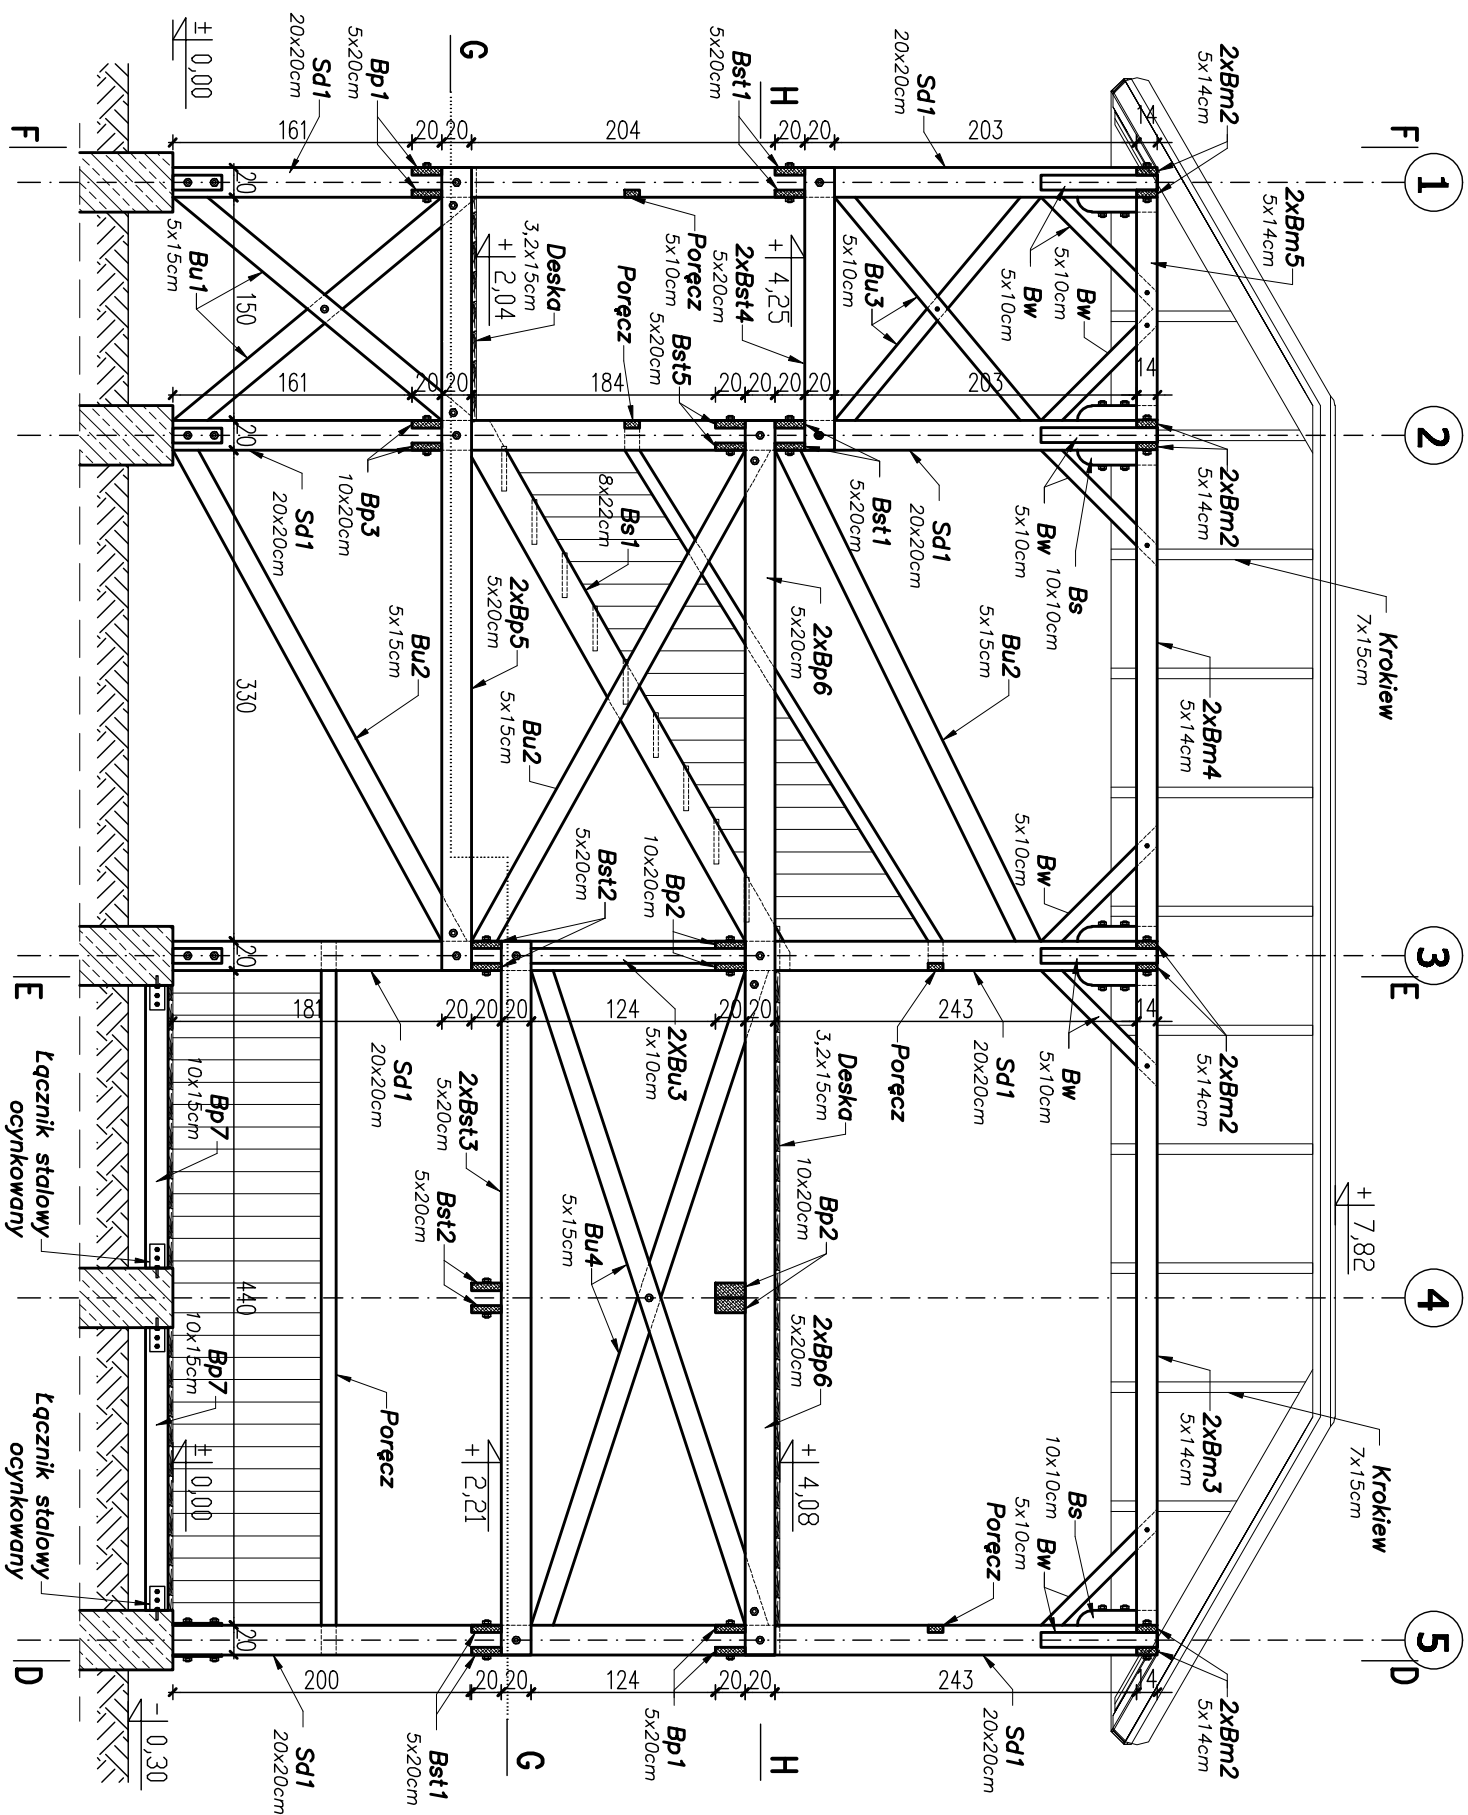 1
2
3
4
5
F
F
E
E
D
D
G
G
H
H
2xBm2
5x14cm
2xBm5
5x14cm
Krokiew
7x15cm
+ 7,82
Krokiew
7x15cm
2xBm2
5x14cm
2xBm4
5x14cm
2xBm2
5x14cm
2xBm3
5x14cm
2xBm2
5x14cm
Sd1
20x20cm
Bw
5x10cm
Bw
5x10cm
Bu3
5x10cm
+ 4,25
2xBst4
5x20cm
Bst1
5x20cm
Poręcz
5x10cm
Poręcz
Bst5
5x20cm
Deska
3,2x15cm
+ 2,04
Bp1
5x20cm
Sd1
20x20cm
± 0,00
Bu1
5x15cm
Bs
10x10cm
Bw
5x10cm
Sd1
20x20cm
Bst1
5x20cm
Bu2
5x15cm
2xBp6
5x20cm
Bs1
8x22cm
2xBp5
5x20cm
Bu2
5x15cm
Bp3
10x20cm
Sd1
20x20cm
Bu2
5x15cm
Bw
5x10cm
Bp2
10x20cm
Bst2
5x20cm
Bw
5x10cm
Sd1
20x20cm
Poręcz
Deska
3,2x15cm
2XBu3
5x10cm
2xBst3
5x20cm
Sd1
20x20cm
Bp7
10x15cm
Łącznik stalowy
ocynkowany
Bp2
10x20cm
2xBp6
5x20cm
Bu4
5x15cm
Bst2
5x20cm
Poręcz
+ 4,08
+ 2,21
± 0,00
Bp7
10x15cm
Łącznik stalowy
ocynkowany
Bs
10x10cm
Bw
5x10cm
Poręcz
Sd1
20x20cm
Bp1
5x20cm
Bst1
5x20cm
Sd1
20x20cm
- 0,30
161
20
20
204
20
20
203
14
161
20
20
184
20
20
20
20
203
14
181
20
20
20
124
20
20
243
14
200
20
20
124
20
20
243
14
20
150
20
330
20
440
20